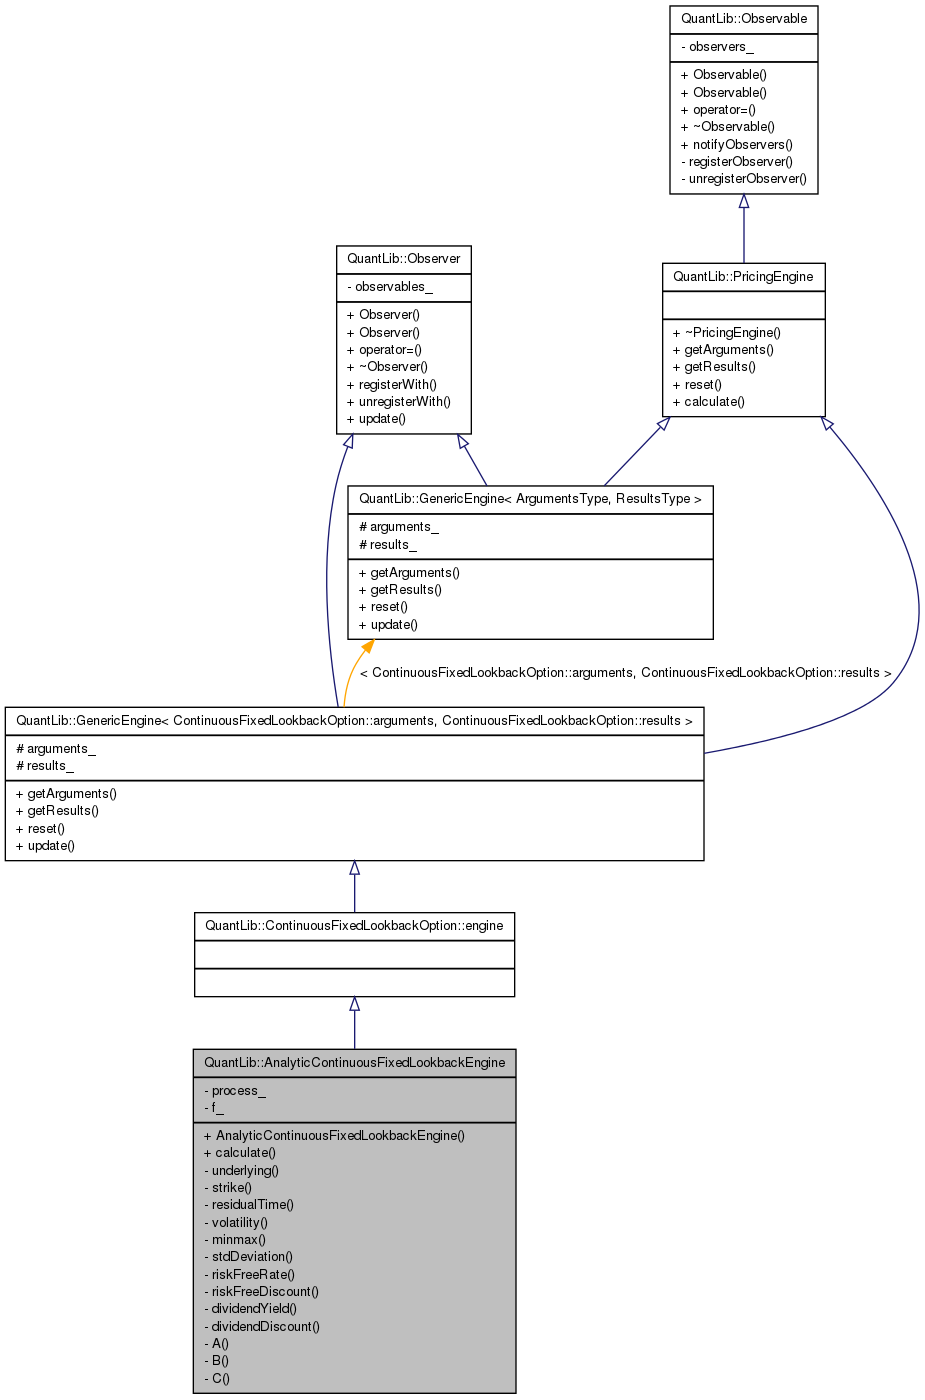 QuantLib::Observable
- observers_
+ Observable()
+ Observable()
+ operator=()
+ ~Observable()
+ notifyObservers()
- registerObserver()
- unregisterObserver()
QuantLib::Observer
- observables_
+ Observer()
+ Observer()
+ operator=()
+ ~Observer()
+ registerWith()
+ unregisterWith()
+ update()
QuantLib::PricingEngine
+ ~PricingEngine()
+ getArguments()
+ getResults()
+ reset()
+ calculate()
QuantLib::GenericEngine< ArgumentsType, ResultsType >
# arguments_
# results_
+ getArguments()
+ getResults()
+ reset()
+ update()
< ContinuousFixedLookbackOption::arguments, ContinuousFixedLookbackOption::results >
QuantLib::GenericEngine< ContinuousFixedLookbackOption::arguments, ContinuousFixedLookbackOption::results >
# arguments_
# results_
+ getArguments()
+ getResults()
+ reset()
+ update()
QuantLib::ContinuousFixedLookbackOption::engine
QuantLib::AnalyticContinuousFixedLookbackEngine
- process_
- f_
+ AnalyticContinuousFixedLookbackEngine()
+ calculate()
- underlying()
- strike()
- residualTime()
- volatility()
- minmax()
- stdDeviation()
- riskFreeRate()
- riskFreeDiscount()
- dividendYield()
- dividendDiscount()
- A()
- B()
- C()